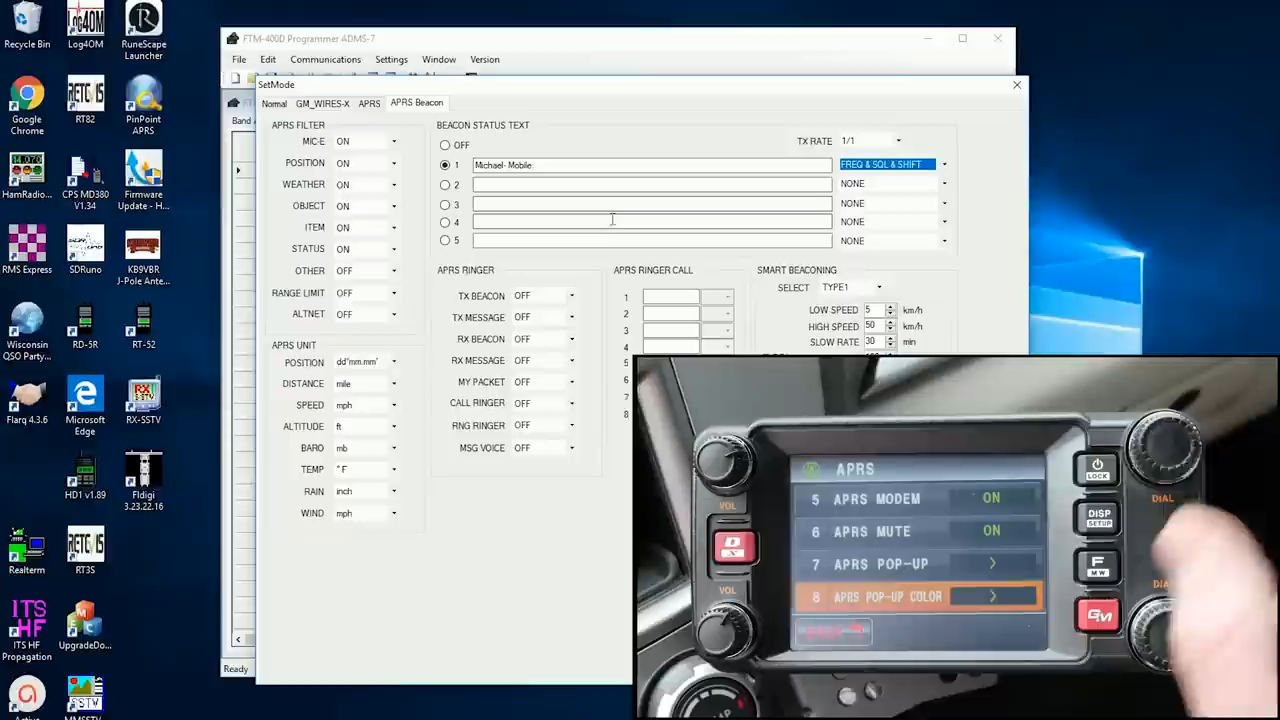 Recycle Bin
Log4OM
RuneScape
Launcher
Google
Chrome
RT82
PinPoint
APRS
HamRadio...
CPS MD380
V1.34
Firmware
Update - H...
RMS Express
SDRuno
KB9VBR
J-Pole Ante...
Wisconsin
QSO Party...
RD-5R
RT-52
Flarq 4.3.6
Microsoft
Edge
RX-SSTV
HD1 v1.89
Fldigi
3.23.22.16
Realterm
UpgradeDo...
RT3S
ITS HF
Propagation
FTM-400D Programmer ADMS-7
File Edit Communications Settings Window Version
SetMode
Normal GM_WIRES-X APRS APRS Beacon
Band
Ready
APRS FILTER
MIC-E ON
POSITION ON
WEATHER ON
OBJECT ON
ITEM ON
STATUS ON
OTHER OFF
RANGE LIMIT OFF
ALTNET OFF
APRS UNIT
POSITION dd°mm.mm'
DISTANCE mile
SPEED mph
ALTITUDE ft
BARO mb
TEMP °F
RAIN inch
WIND mph
BEACON STATUS TEXT
OFF
TX RATE 1/1
1 Michael- Mobile: FREQ & SQL & SHIFT
2 NONE
3 NONE
4 NONE
5 NONE
APRS RINGER
TX BEACON OFF
TX MESSAGE OFF
RX BEACON OFF
RX MESSAGE OFF
MY PACKET OFF
CALL RINGER OFF
RNG RINGER OFF
MSG VOICE OFF
APRS RINGER CALL
1
2
3
4
5
6
7
8
SMART BEACONING
SELECT TYPE1
LOW SPEED 5 km/h
HIGH SPEED 50 km/h
SLOW RATE 30 min
APRS
5 APRS MODEM ON
6 APRS MUTE ON
7 APRS POP-UP >
8 APRS POP-UP COLOR >
VOL
VOL
D X
LOCK
DISP
SETUP
F
MW
GM
DIAL